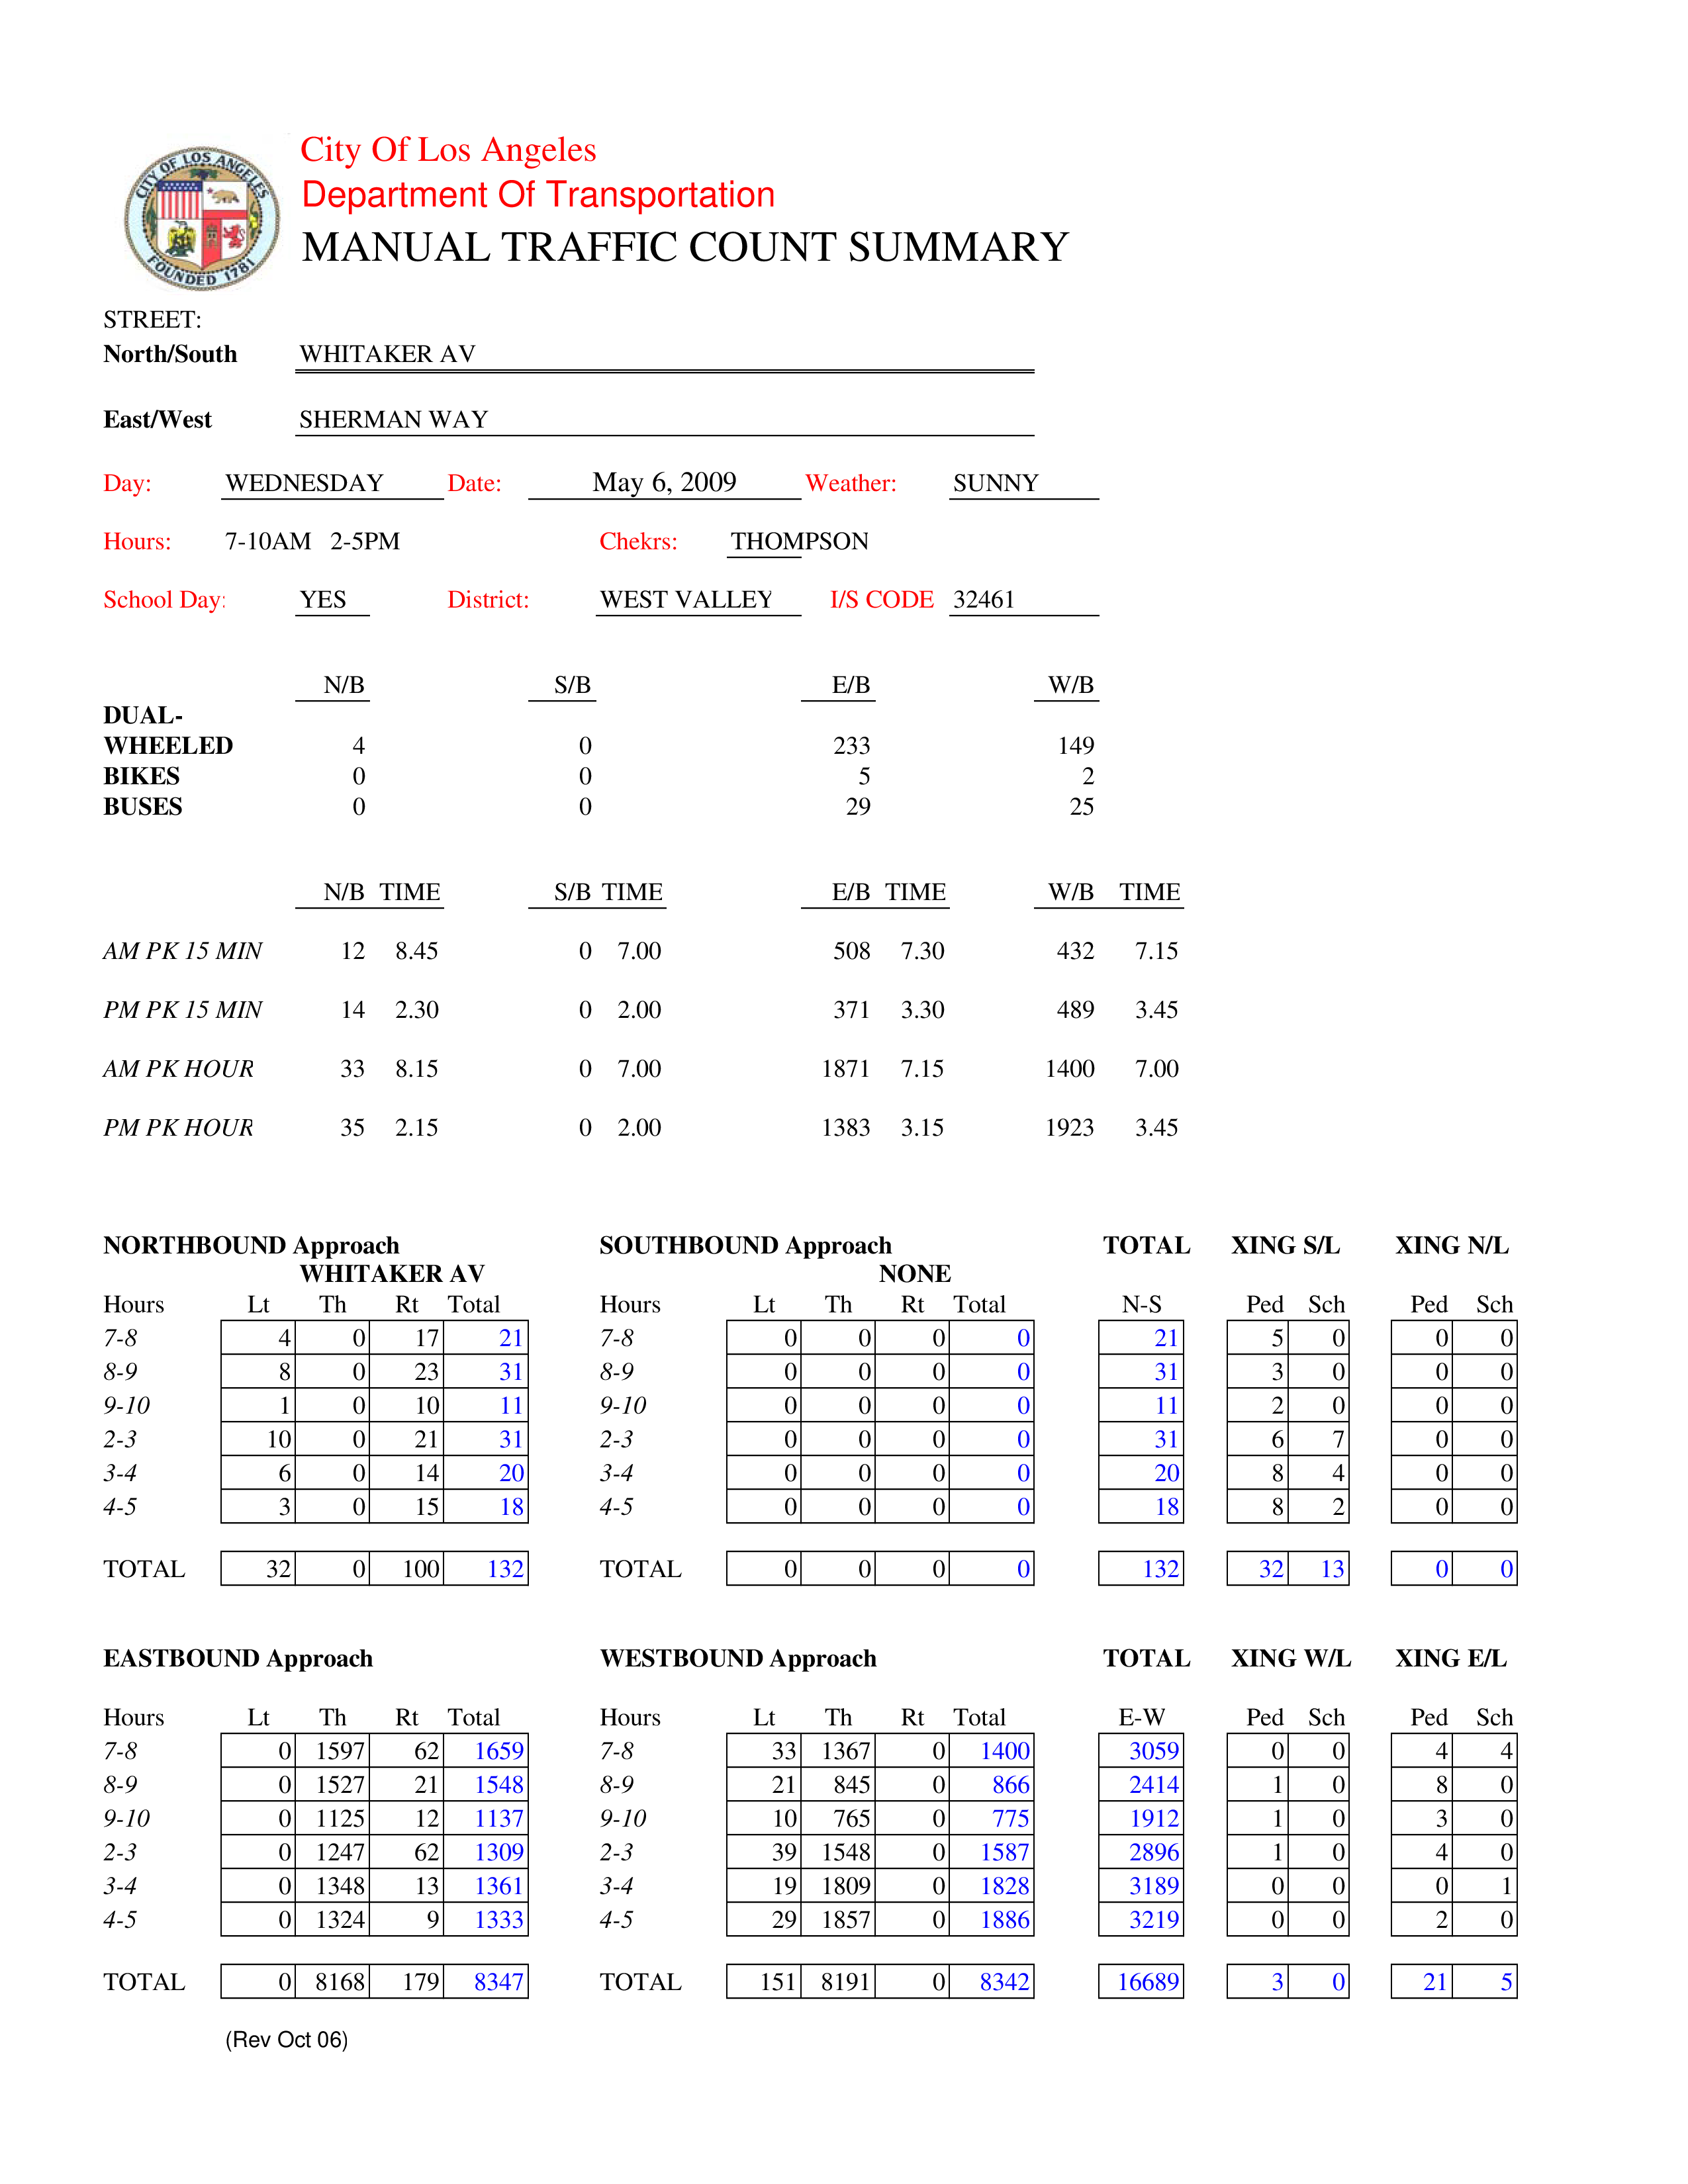 CITY OF LOS ANGELES
FOUNDED 1781
City Of Los Angeles
Department Of Transportation
MANUAL TRAFFIC COUNT SUMMARY
STREET:
North/South WHITAKER AV
East/West SHERMAN WAY
Day: WEDNESDAY Date: May 6, 2009 Weather: SUNNY
Hours: 7-10AM 2-5PM Chekrs: THOMPSON
School Day: YES District: WEST VALLEY I/S CODE 32461
N/B S/B E/B W/B
DUAL-
WHEELED 4 0 233 149
BIKES 0 0 5 2
BUSES 0 0 29 25
N/B TIME S/B TIME E/B TIME W/B TIME
AM PK 15 MIN 12 8.45 0 7.00 508 7.30 432 7.15
PM PK 15 MIN 14 2.30 0 2.00 371 3.30 489 3.45
AM PK HOUR 33 8.15 0 7.00 1871 7.15 1400 7.00
PM PK HOUR 35 2.15 0 2.00 1383 3.15 1923 3.45
NORTHBOUND Approach SOUTHBOUND Approach TOTAL XING S/L XING N/L
WHITAKER AV NONE
Hours Lt Th Rt Total Hours Lt Th Rt Total N-S Ped Sch Ped Sch
7-8 4 0 17 21 7-8 0 0 0 0 21 5 0 0 0
8-9 8 0 23 31 8-9 0 0 0 0 31 3 0 0 0
9-10 1 0 10 11 9-10 0 0 0 0 11 2 0 0 0
2-3 10 0 21 31 2-3 0 0 0 0 31 6 7 0 0
3-4 6 0 14 20 3-4 0 0 0 0 20 8 4 0 0
4-5 3 0 15 18 4-5 0 0 0 0 18 8 2 0 0
TOTAL 32 0 100 132 TOTAL 0 0 0 0 132 32 13 0 0
EASTBOUND Approach WESTBOUND Approach TOTAL XING W/L XING E/L
Hours Lt Th Rt Total Hours Lt Th Rt Total E-W Ped Sch Ped Sch
7-8 0 1597 62 1659 7-8 33 1367 0 1400 3059 0 0 4 4
8-9 0 1527 21 1548 8-9 21 845 0 866 2414 1 0 8 0
9-10 0 1125 12 1137 9-10 10 765 0 775 1912 1 0 3 0
2-3 0 1247 62 1309 2-3 39 1548 0 1587 2896 1 0 4 0
3-4 0 1348 13 1361 3-4 19 1809 0 1828 3189 0 0 0 1
4-5 0 1324 9 1333 4-5 29 1857 0 1886 3219 0 0 2 0
TOTAL 0 8168 179 8347 TOTAL 151 8191 0 8342 16689 3 0 21 5
(Rev Oct 06)